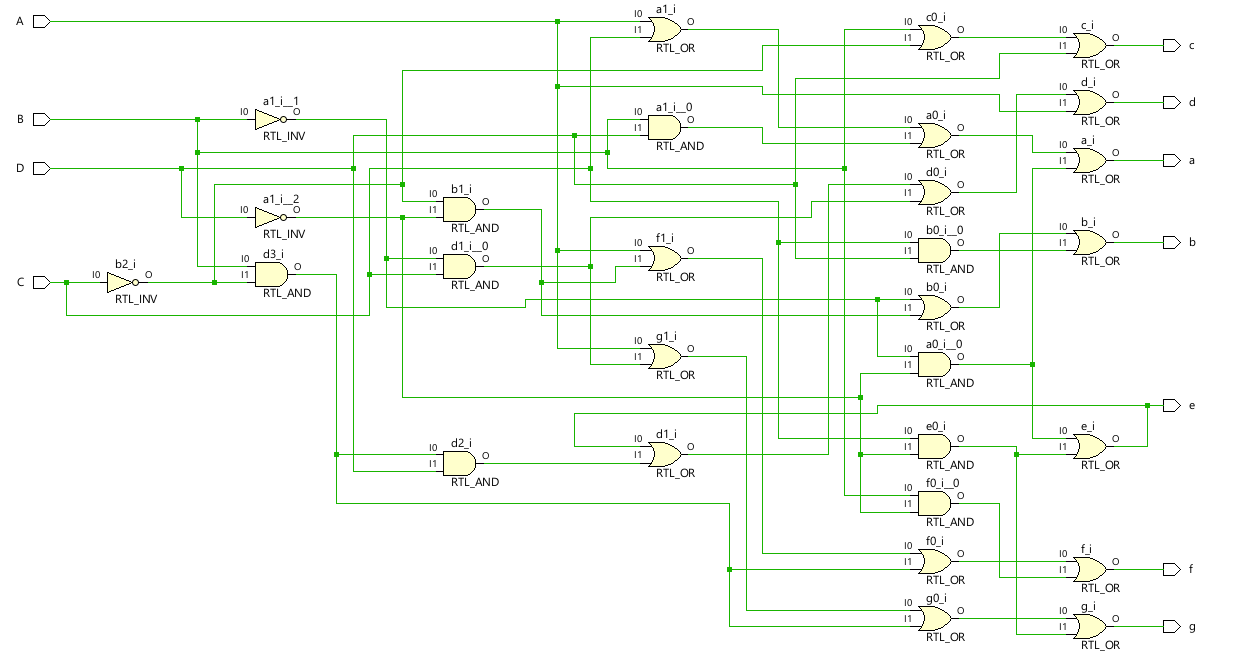 A
a1_i
I0
I1
O
RTL_OR
c0_i
I0
I1
O
RTL_OR
c_i
I0
I1
O
RTL_OR
c
d_i
I0
I1
O
RTL_OR
d
B
a1_i__1
I0
O
RTL_INV
a1_i__0
I0
I1
O
RTL_AND
a0_i
I0
I1
O
RTL_OR
a_i
I0
I1
O
RTL_OR
a
D
a1_i__2
I0
O
RTL_INV
b1_i
I0
I1
O
RTL_AND
d0_i
I0
I1
O
RTL_OR
b0_i__0
I0
I1
O
RTL_AND
b_i
I0
I1
O
RTL_OR
b
C
b2_i
I0
O
RTL_INV
d3_i
I0
I1
O
RTL_AND
d1_i__0
I0
I1
O
RTL_AND
f1_i
I0
I1
O
RTL_OR
b0_i
I0
I1
O
RTL_OR
g1_i
I0
I1
O
RTL_OR
a0_i__0
I0
I1
O
RTL_AND
e
d2_i
I0
I1
O
RTL_AND
d1_i
I0
I1
O
RTL_OR
e0_i
I0
I1
O
RTL_AND
e_i
I0
I1
O
RTL_OR
f0_i__0
I0
I1
O
RTL_AND
f0_i
I0
I1
O
RTL_OR
f_i
I0
I1
O
RTL_OR
f
g0_i
I0
I1
O
RTL_OR
g_i
I0
I1
O
RTL_OR
g